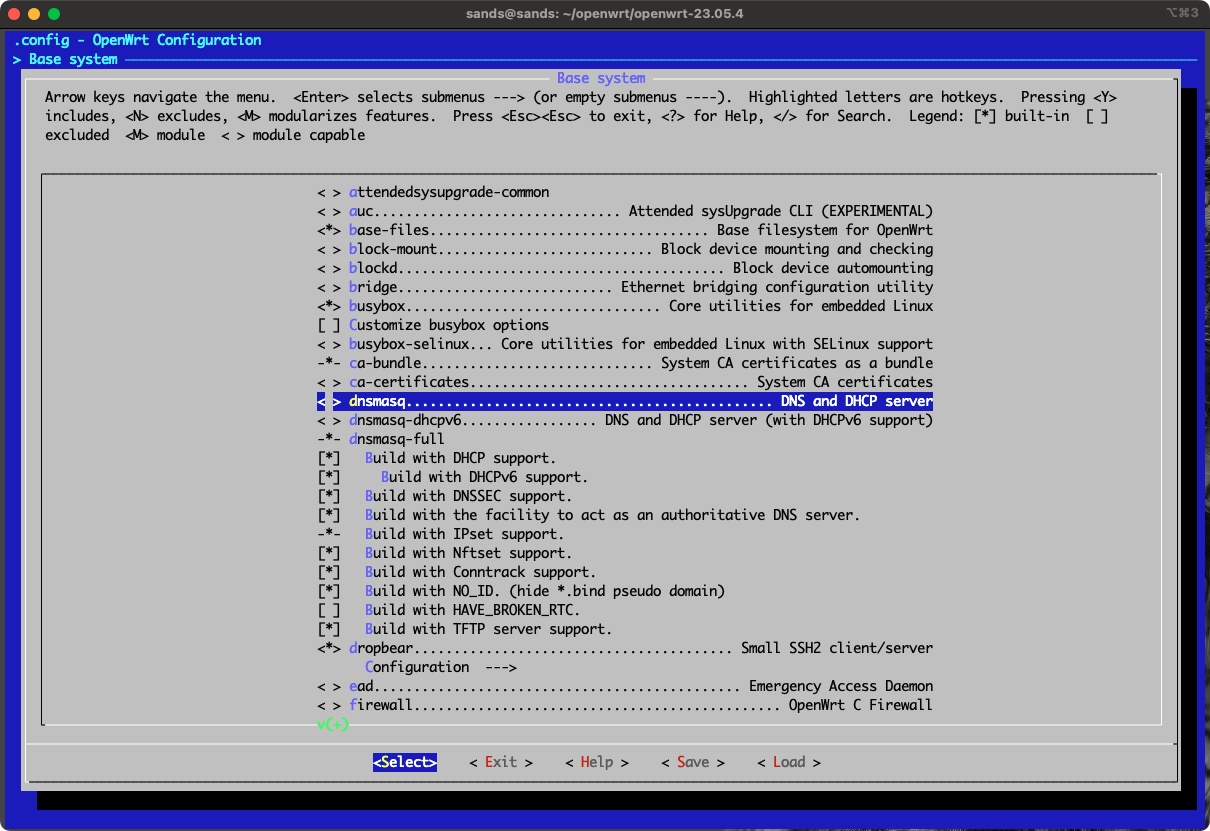 sands@sands: ~/openwrt/openwrt-23.05.4
⌥⌘3
.config - OpenWrt Configuration
> Base system
Base system
Arrow keys navigate the menu.  <Enter> selects submenus ---> (or empty submenus ----).  Highlighted letters are hotkeys.  Pressing <Y>
includes, <N> excludes, <M> modularizes features.  Press <Esc><Esc> to exit, <?> for Help, </> for Search.  Legend: [*] built-in  [ ]
excluded  <M> module  < > module capable
< > attendedsysupgrade-common
< > auc............................... Attended sysUpgrade CLI (EXPERIMENTAL)
<*> base-files................................... Base filesystem for OpenWrt
< > block-mount........................... Block device mounting and checking
< > blockd......................................... Block device automounting
< > bridge........................... Ethernet bridging configuration utility
<*> busybox................................ Core utilities for embedded Linux
[ ] Customize busybox options
< > busybox-selinux... Core utilities for embedded Linux with SELinux support
-*- ca-bundle............................. System CA certificates as a bundle
< > ca-certificates................................... System CA certificates
< > dnsmasq.............................................. DNS and DHCP server
< > dnsmasq-dhcpv6................. DNS and DHCP server (with DHCPv6 support)
-*- dnsmasq-full
[*]   Build with DHCP support.
[*]     Build with DHCPv6 support.
[*]   Build with DNSSEC support.
[*]   Build with the facility to act as an authoritative DNS server.
-*-   Build with IPset support.
[*]   Build with Nftset support.
[*]   Build with Conntrack support.
[*]   Build with NO_ID. (hide *.bind pseudo domain)
[ ]   Build with HAVE_BROKEN_RTC.
[*]   Build with TFTP server support.
<*> dropbear........................................ Small SSH2 client/server
Configuration  --->
< > ead.............................................. Emergency Access Daemon
< > firewall.............................................. OpenWrt C Firewall
v(+)
<Select>    < Exit >    < Help >    < Save >    < Load >